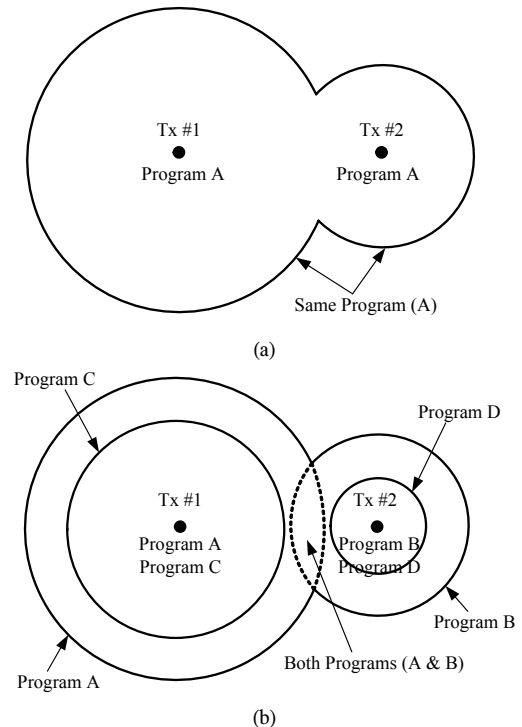 Tx #1
Program A
Tx #2
Program A
Same Program (A)
(a)
Program C
Program D
Tx #1
Program A
Program C
Tx #2
Program B
Program D
Program B
Both Programs (A & B)
Program A
(b)